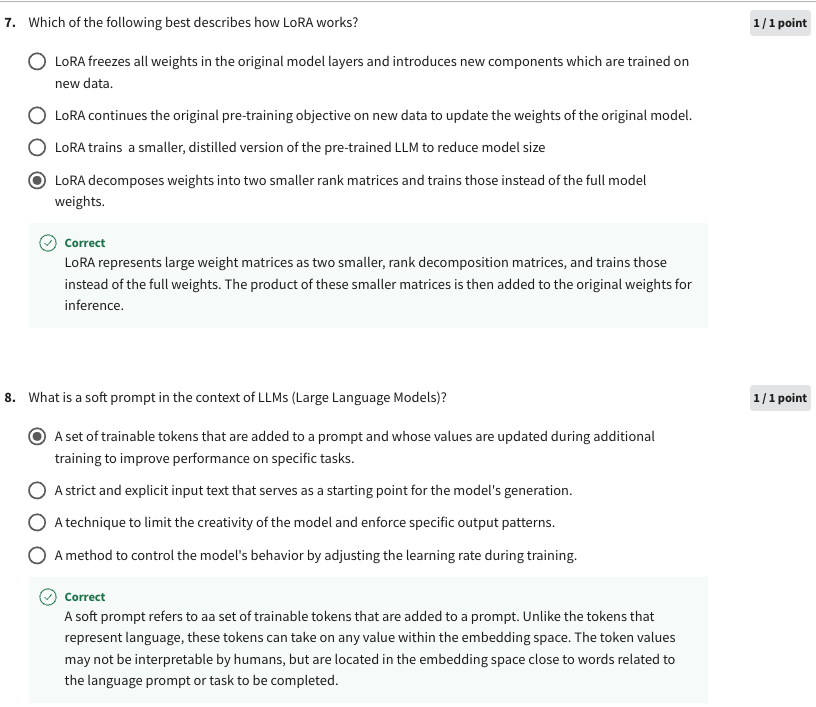 7. Which of the following best describes how LoRA works?
1 / 1 point
LoRA freezes all weights in the original model layers and introduces new components which are trained on
new data.
LoRA continues the original pre-training objective on new data to update the weights of the original model.
LoRA trains a smaller, distilled version of the pre-trained LLM to reduce model size
LoRA decomposes weights into two smaller rank matrices and trains those instead of the full model
weights.
Correct
LoRA represents large weight matrices as two smaller, rank decomposition matrices, and trains those
instead of the full weights. The product of these smaller matrices is then added to the original weights for
inference.
8. What is a soft prompt in the context of LLMs (Large Language Models)?
1 / 1 point
A set of trainable tokens that are added to a prompt and whose values are updated during additional
training to improve performance on specific tasks.
A strict and explicit input text that serves as a starting point for the model's generation.
A technique to limit the creativity of the model and enforce specific output patterns.
A method to control the model's behavior by adjusting the learning rate during training.
Correct
A soft prompt refers to aa set of trainable tokens that are added to a prompt. Unlike the tokens that
represent language, these tokens can take on any value within the embedding space. The token values
may not be interpretable by humans, but are located in the embedding space close to words related to
the language prompt or task to be completed.